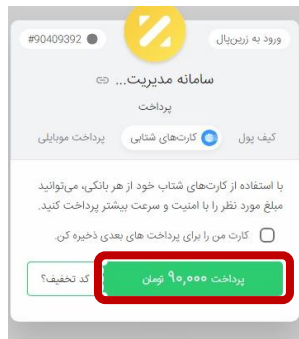 ورود به زرین‌پال
#90409392
سامانه مدیریت...
پرداخت
کیف پول
کارت‌های شتابی
پرداخت موبایلی
با استفاده از کارت‌های شتاب خود از هر بانکی، می‌توانید
مبلغ مورد نظر را با امنیت و سرعت بیشتر پرداخت کنید.
کارت من را برای پرداخت های بعدی ذخیره کن.
پرداخت ۹۰,۰۰۰ تومان
کد تخفیف؟